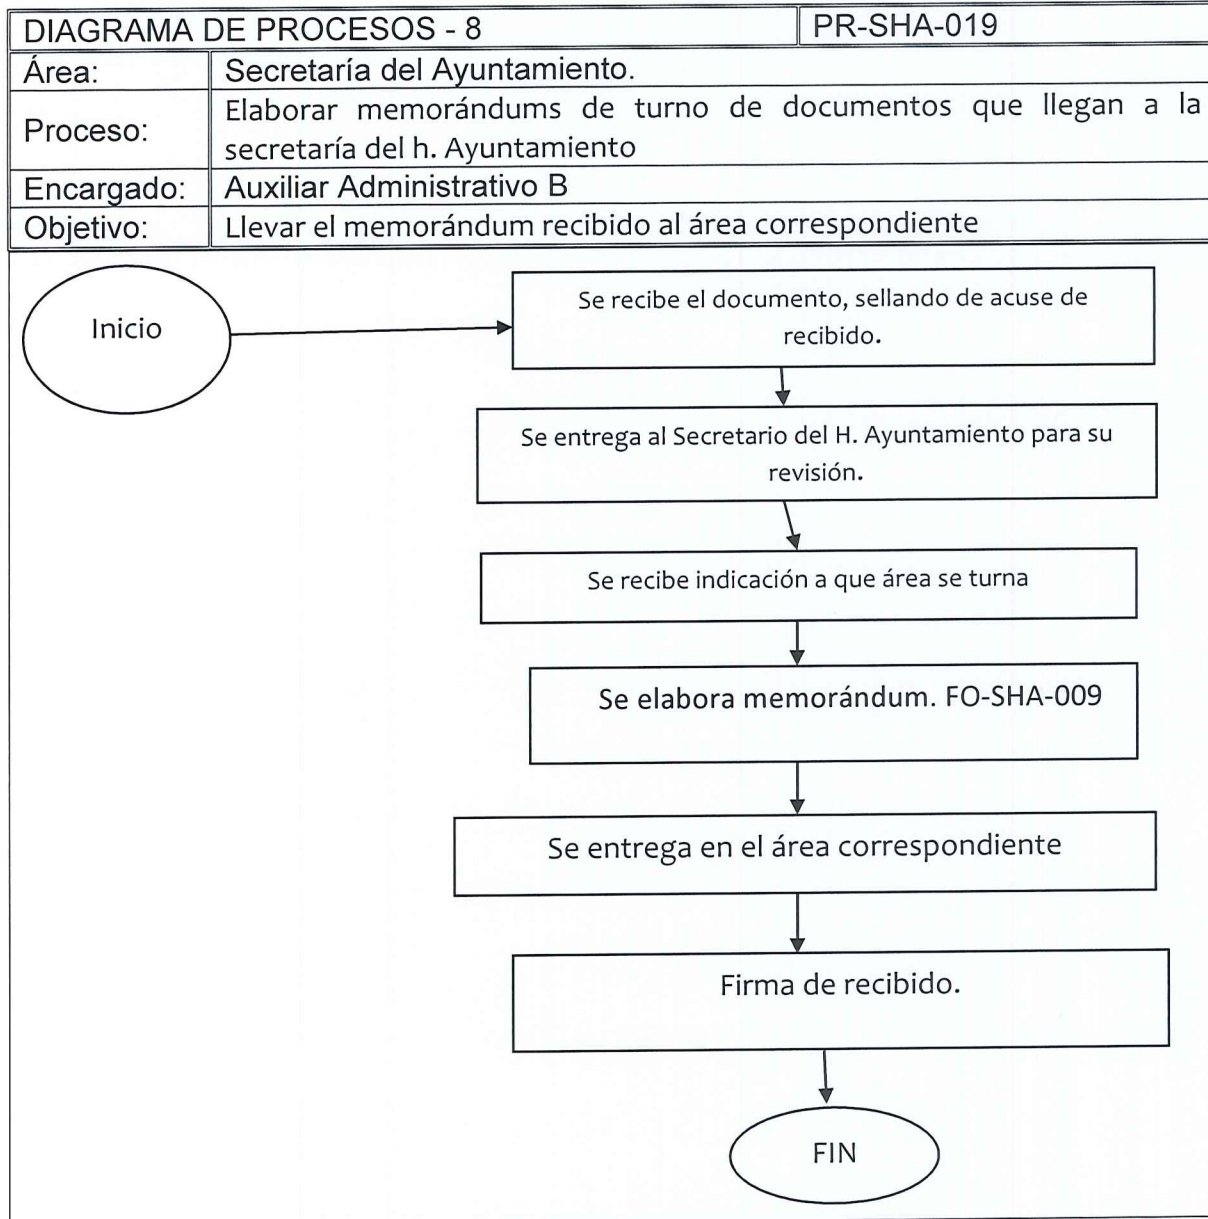 DIAGRAMA DE PROCESOS - 8 PR-SHA-019
Área: Secretaría del Ayuntamiento.
Proceso: Elaborar memorándums de turno de documentos que llegan a la
secretaría del h. Ayuntamiento
Encargado: Auxiliar Administrativo B
Objetivo: Llevar el memorándum recibido al área correspondiente
Inicio
Se recibe el documento, sellando de acuse de
recibido.
Se entrega al Secretario del H. Ayuntamiento para su
revisión.
Se recibe indicación a que área se turna
Se elabora memorándum. FO-SHA-009
Se entrega en el área correspondiente
Firma de recibido.
FIN